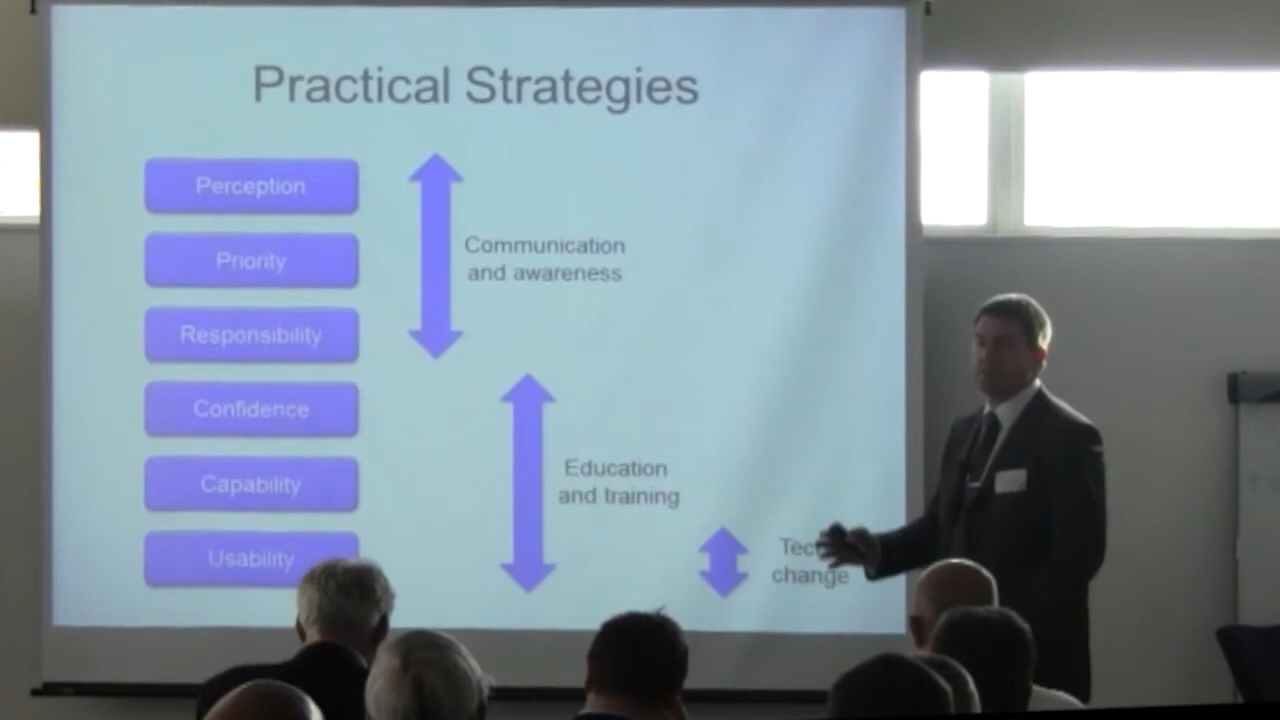 Practical Strategies
Perception
Priority
Communication
and awareness
Responsibility
Confidence
Education
and training
Capability
Usability
change